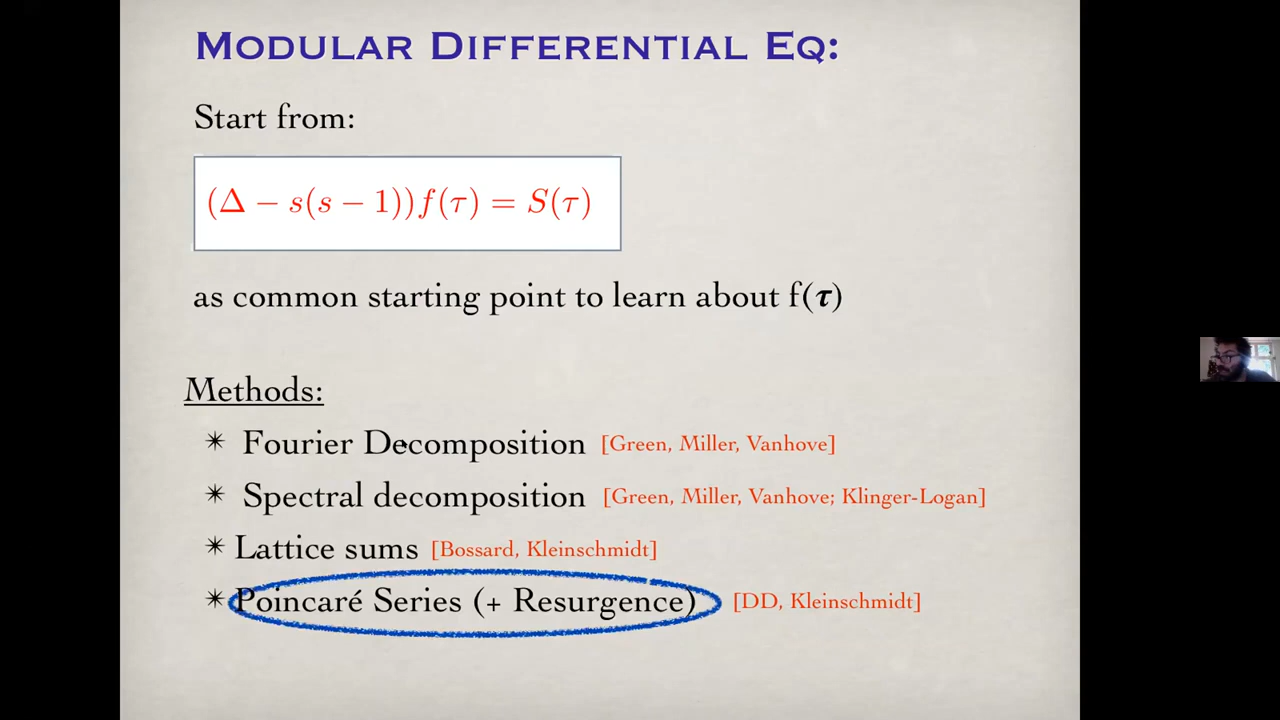 MODULAR DIFFERENTIAL EQ:
Start from:
(Δ − s(s − 1))f(τ) = S(τ)
as common starting point to learn about f(τ)
Methods:
✴ Fourier Decomposition [Green, Miller, Vanhove]
✴ Spectral decomposition [Green, Miller, Vanhove; Klinger-Logan]
✴ Lattice sums [Bossard, Kleinschmidt]
✴ Poincaré Series (+ Resurgence) [DD, Kleinschmidt]